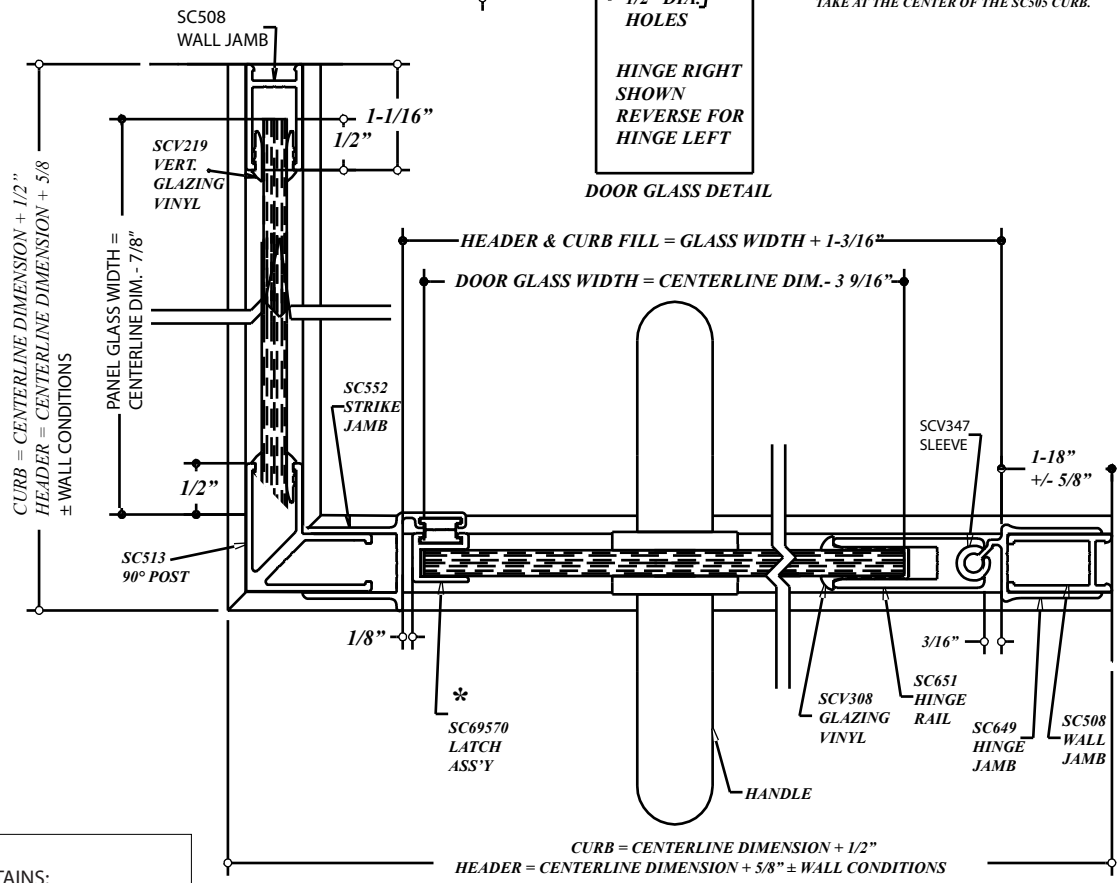 1/2" DIA.
HOLES
HINGE RIGHT
SHOWN
REVERSE FOR
HINGE LEFT
DOOR GLASS DETAIL
TAKE AT THE CENTER OF THE SC505 CURB.
SC508
WALL JAMB
1-1/16"
1/2"
SCV219
VERT.
GLAZING
VINYL
CURB = CENTERLINE DIMENSION + 1/2"
HEADER = CENTERLINE DIMENSION + 5/8
± WALL CONDITIONS
PANEL GLASS WIDTH =
CENTERLINE DIM.- 7/8"
HEADER & CURB FILL = GLASS WIDTH + 1-3/16"
DOOR GLASS WIDTH = CENTERLINE DIM.- 3 9/16"
SC552
STRIKE
JAMB
SCV347
SLEEVE
1-18"
+/- 5/8"
1/2"
SC513
90° POST
1/8"
3/16"
*
SC69570
LATCH
ASS'Y
SCV308
GLAZING
VINYL
SC651
HINGE
RAIL
SC649
HINGE
JAMB
SC508
WALL
JAMB
HANDLE
CURB = CENTERLINE DIMENSION + 1/2"
HEADER = CENTERLINE DIMENSION + 5/8" ± WALL CONDITIONS
TAINS: